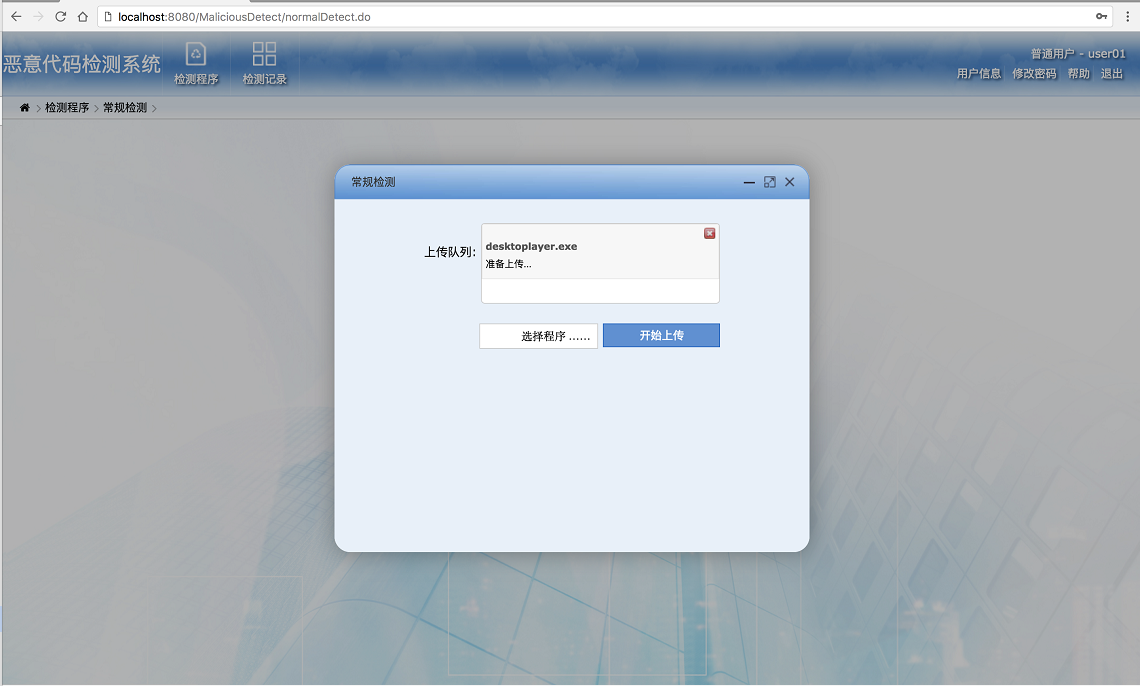 localhost:8080/MaliciousDetect/normalDetect.do
恶意代码检测系统
检测程序
检测记录
普通用户 - user01
用户信息 修改密码 帮助 退出
检测程序 > 常规检测 >
常规检测
上传队列:
desktoplayer.exe
准备上传...
选择程序 ......
开始上传